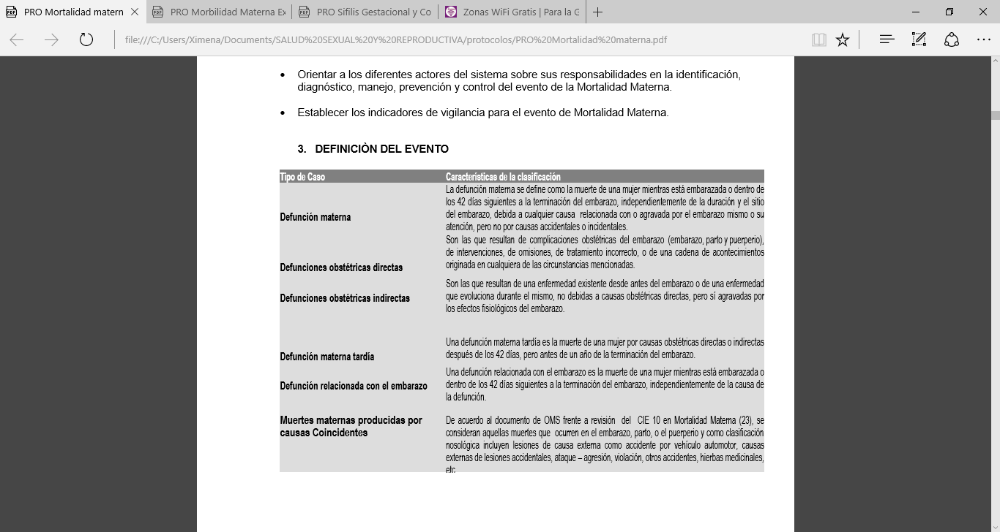 PRO Mortalidad matern
PRO Morbilidad Materna Ex
PRO Sifilis Gestacional y Co
Zonas WiFi Gratis | Para la G
file:///C:/Users/Ximena/Documents/SALUD%20SEXUAL%20Y%20REPRODUCTIVA/protocolos/PRO%20Mortalidad%20materna.pdf
• Orientar a los diferentes actores del sistema sobre sus responsabilidades en la identificación,
diagnóstico, manejo, prevención y control del evento de la Mortalidad Materna.
• Establecer los indicadores de vigilancia para el evento de Mortalidad Materna.
3. DEFINICIÒN DEL EVENTO
Tipo de Caso
Características de la clasificación
Defunción materna
La defunción materna se define como la muerte de una mujer mientras está embarazada o dentro de
los 42 días siguientes a la terminación del embarazo, independientemente de la duración y el sitio
del embarazo, debida a cualquier causa relacionada con o agravada por el embarazo mismo o su
atención, pero no por causas accidentales o incidentales.
Defunciones obstétricas directas
Son las que resultan de complicaciones obstétricas del embarazo (embarazo, parto y puerperio),
de intervenciones, de omisiones, de tratamiento incorrecto, o de una cadena de acontecimientos
originada en cualquiera de las circunstancias mencionadas.
Defunciones obstétricas indirectas
Son las que resultan de una enfermedad existente desde antes del embarazo o de una enfermedad
que evoluciona durante el mismo, no debidas a causas obstétricas directas, pero sí agravadas por
los efectos fisiológicos del embarazo.
Defunción materna tardía
Una defunción materna tardía es la muerte de una mujer por causas obstétricas directas o indirectas
después de los 42 días, pero antes de un año de la terminación del embarazo.
Defunción relacionada con el embarazo
Una defunción relacionada con el embarazo es la muerte de una mujer mientras está embarazada o
dentro de los 42 días siguientes a la terminación del embarazo, independientemente de la causa de
la defunción.
Muertes maternas producidas por
causas Coincidentes
De acuerdo al documento de OMS frente a revisión del CIE 10 en Mortalidad Materna (23), se
consideran aquellas muertes que ocurren en el embarazo, parto, o el puerperio y como clasificación
nosológica incluyen lesiones de causa externa como accidente por vehículo automotor, causas
externas de lesiones accidentales, ataque – agresión, violación, otros accidentes, hierbas medicinales,
etc